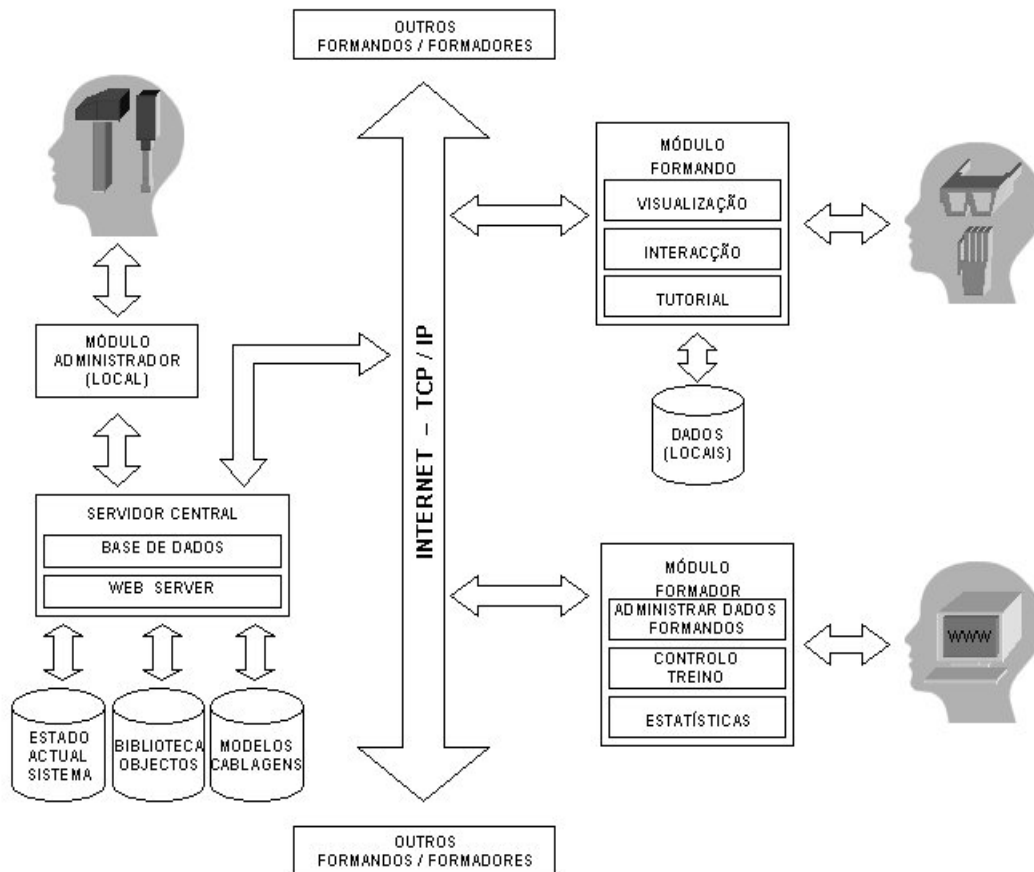 OUTROS
FORMANDOS / FORMADORES
MÓDULO
FORMANDO
VISUALIZAÇÃO
INTERACÇÃO
TUTORIAL
MÓDULO
ADMINISTRADOR
(LOCAL)
INTERNET – TCP / IP
DADOS
(LOCAIS)
SERVIDOR CENTRAL
BASE DE DADOS
WEB SERVER
MÓDULO
FORMADOR
ADMINISTRAR DADOS
FORMANDOS
CONTROLO
TREINO
ESTATÍSTICAS
WWW
ESTADO
ACTUAL
SISTEMA
BIBLIOTECA
OBJECTOS
MODELOS
CABLAGENS
OUTROS
FORMANDOS / FORMADORES